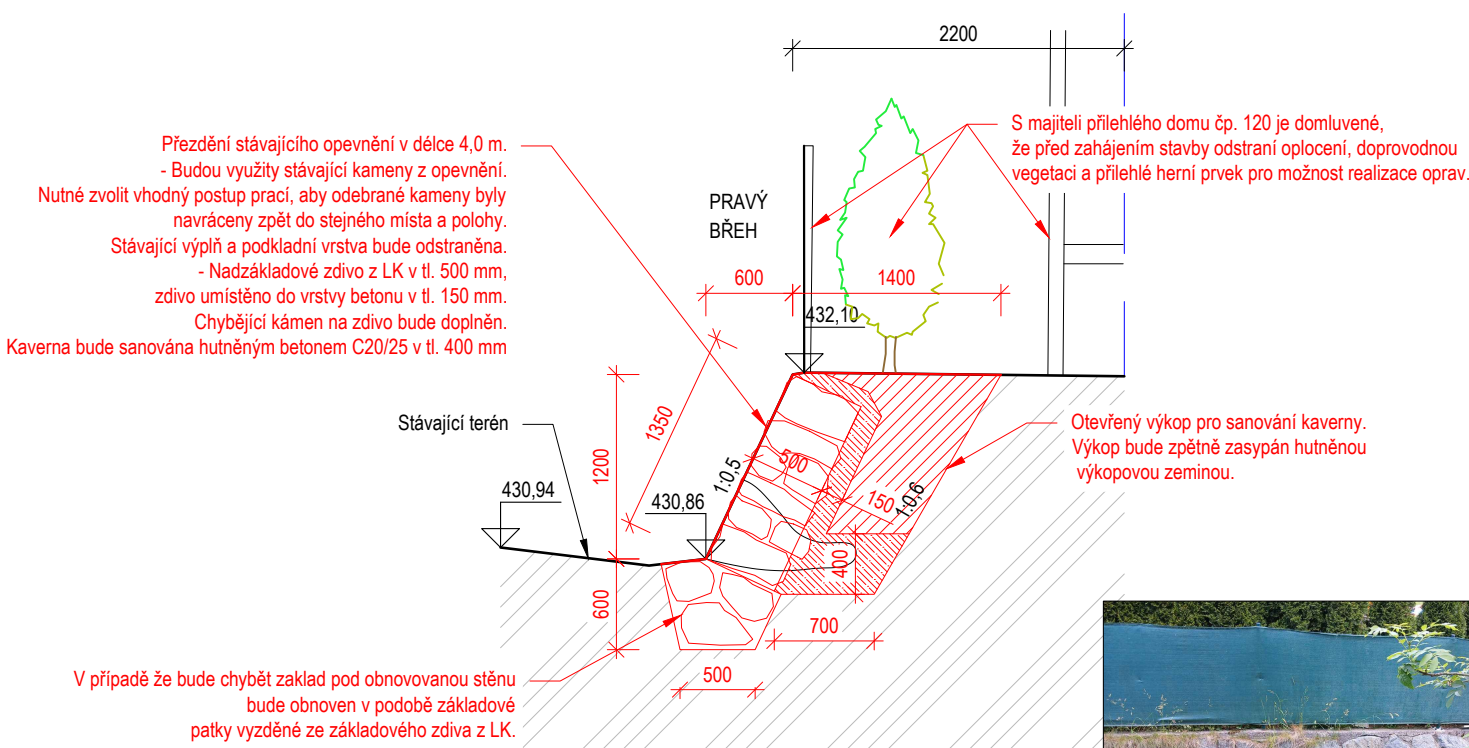 2200
Přezdění stávajícího opevnění v délce 4,0 m.
- Budou využity stávající kameny z opevnění.
Nutné zvolit vhodný postup prací, aby odebrané kameny byly
navráceny zpět do stejného místa a polohy.
Stávající výplň a podkladní vrstva bude odstraněna.
- Nadzákladové zdivo z LK v tl. 500 mm,
zdivo umístěno do vrstvy betonu v tl. 150 mm.
Chybějící kámen na zdivo bude doplněn.
Kaverna bude sanována hutněným betonem C20/25 v tl. 400 mm
S majiteli přilehlého domu čp. 120 je domluvené,
že před zahájením stavby odstraní oplocení, doprovodnou
vegetaci a přilehlé herní prvek pro možnost realizace oprav.
PRAVÝ
BŘEH
600
1400
432,10
1350
Stávající terén
1200
Otevřený výkop pro sanování kaverny.
Výkop bude zpětně zasypán hutněnou
výkopovou zeminou.
500
1:0,5
150
1:0,6
430,94
430,86
400
600
700
500
V případě že bude chybět zaklad pod obnovovanou stěnu
bude obnoven v podobě základové
patky vyzděné ze základového zdiva z LK.